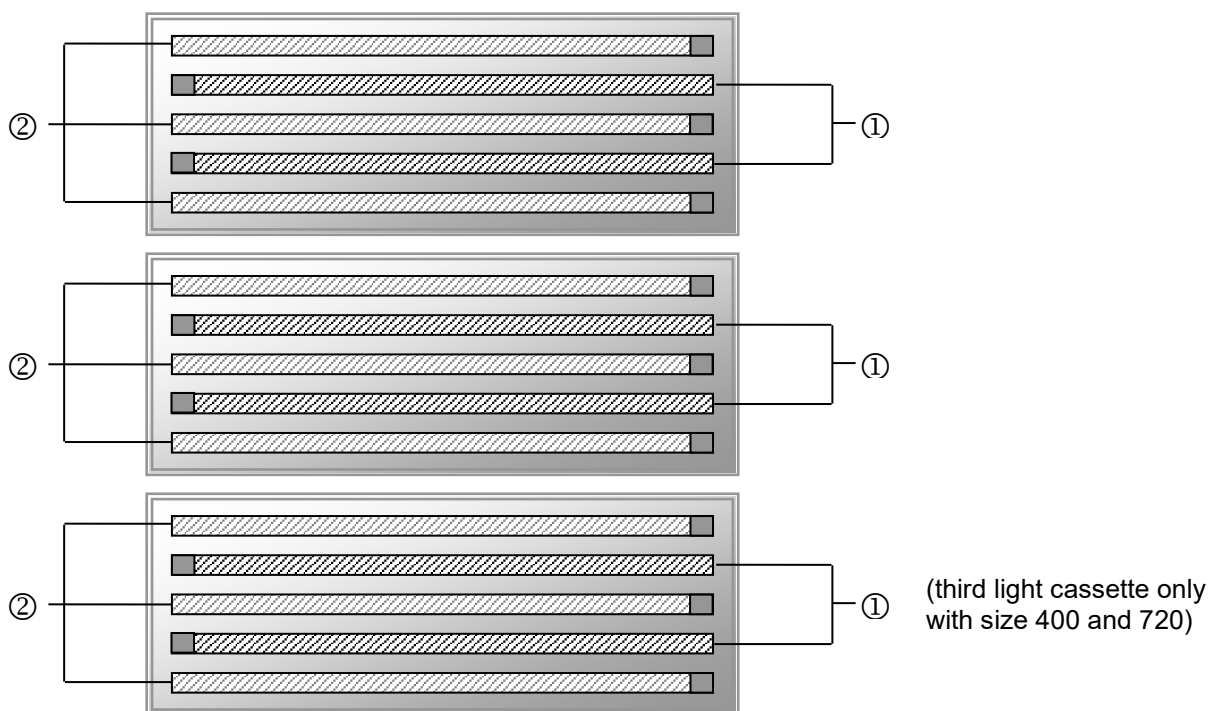 ② ①
② ①
② ① (third light cassette only
with size 400 and 720)